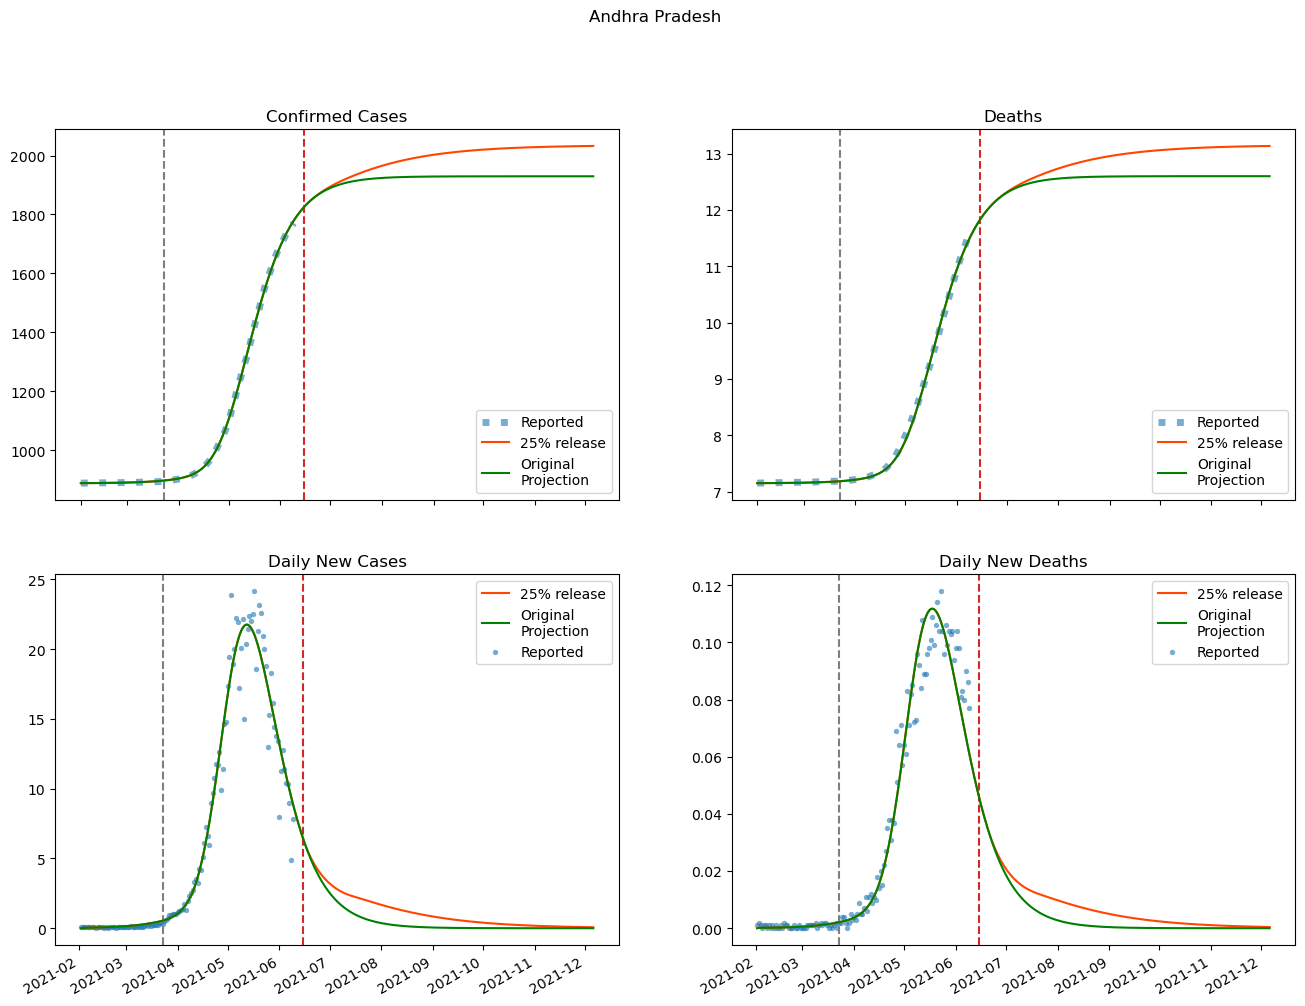 Andhra Pradesh
Confirmed Cases
2000
1800
1600
1400
1200
1000
Reported
25% release
Original
Projection
Deaths
13
12
11
10
9
8
7
Reported
25% release
Original
Projection
Daily New Cases
25
20
15
10
5
0
25% release
Original
Projection
Reported
2021-02
2021-03
2021-04
2021-05
2021-06
2021-07
2021-08
2021-09
2021-10
2021-11
2021-12
Daily New Deaths
0.12
0.10
0.08
0.06
0.04
0.02
0.00
25% release
Original
Projection
Reported
2021-02
2021-03
2021-04
2021-05
2021-06
2021-07
2021-08
2021-09
2021-10
2021-11
2021-12